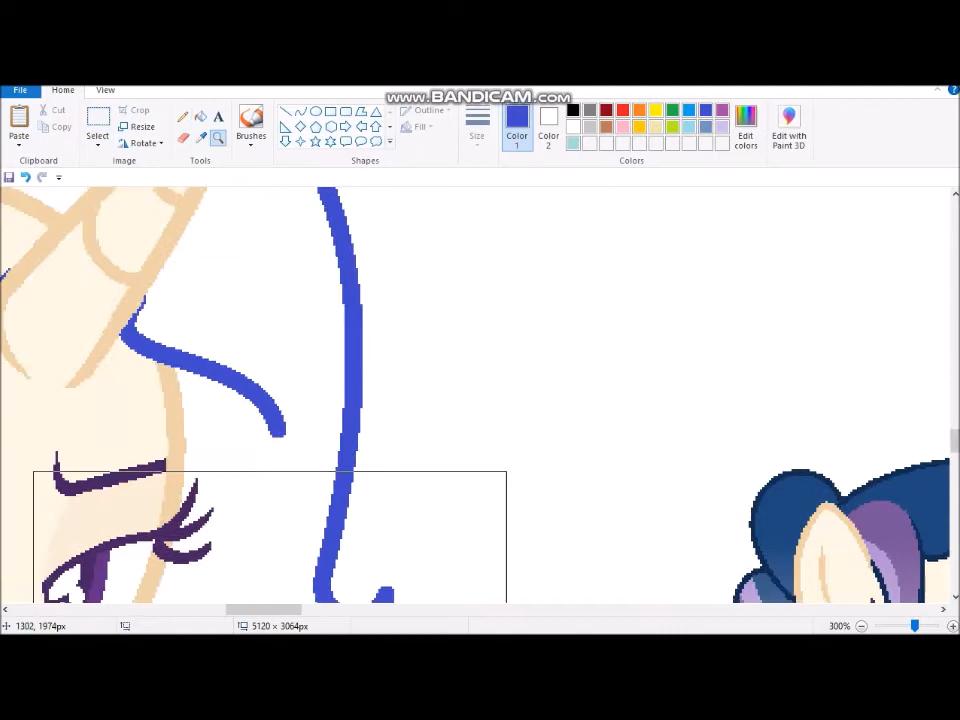 www.BANDICAM.com
File Home View
Paste
Cut
Copy
Clipboard
Select
Crop
Resize
Rotate
Image
A
Tools
Brushes
Outline
Fill
Shapes
Size
Color 1
Color 2
Edit colors
Colors
Edit with Paint 3D
1302, 1974px
5120 × 3064px
300%